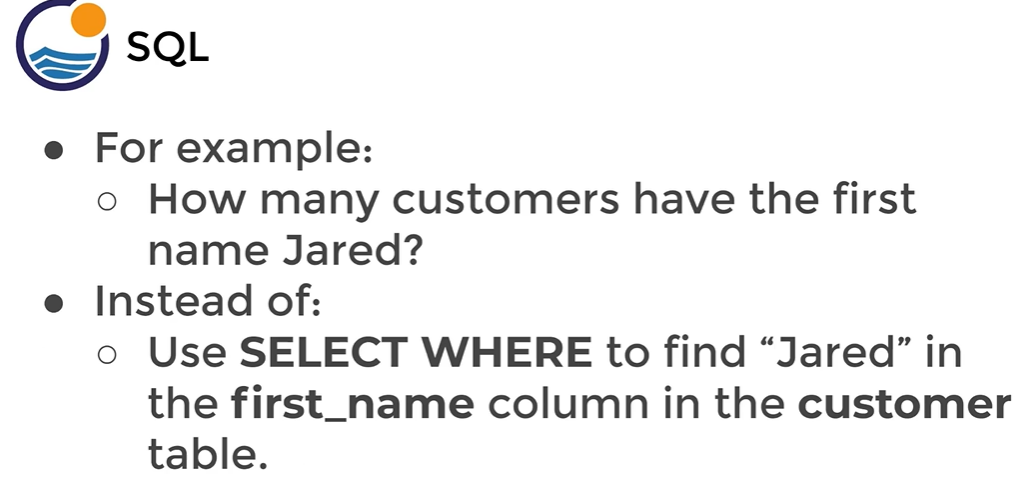 SQL
● For example:
○ How many customers have the first
name Jared?
● Instead of:
○ Use SELECT WHERE to find “Jared” in
the first_name column in the customer
table.